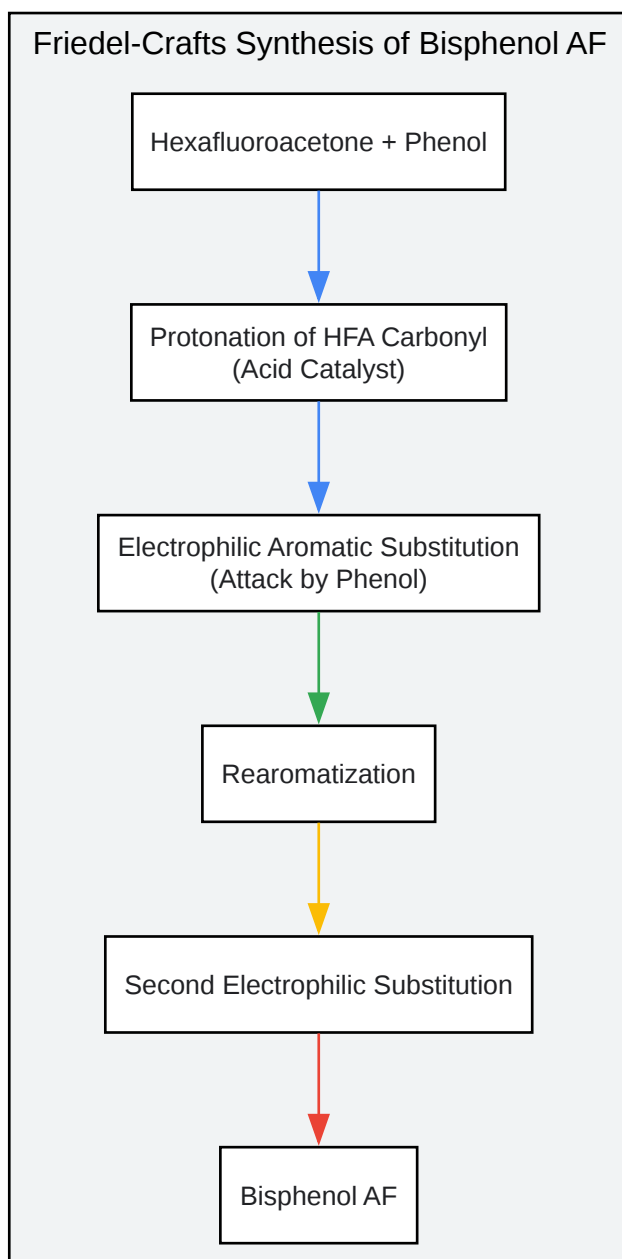 Friedel-Crafts Synthesis of Bisphenol AF
Hexafluoroacetone + Phenol
Protonation of HFA Carbonyl
(Acid Catalyst)
Electrophilic Aromatic Substitution
(Attack by Phenol)
Rearomatization
Second Electrophilic Substitution
Bisphenol AF